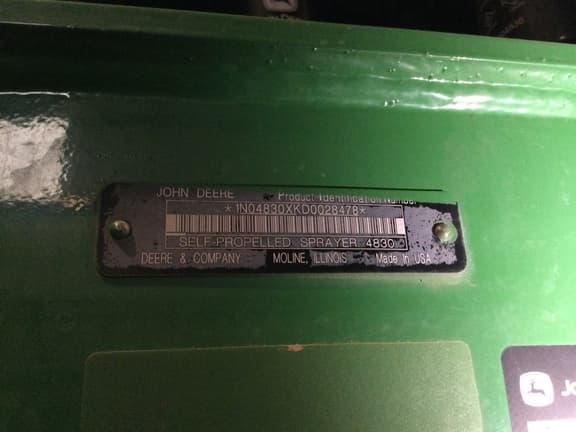 JOHN DEERE Product Identification Number
*1N04830XKD0028478*
SELF-PROPELLED SPRAYER 4830
DEERE & COMPANY MOLINE, ILLINOIS Made in USA